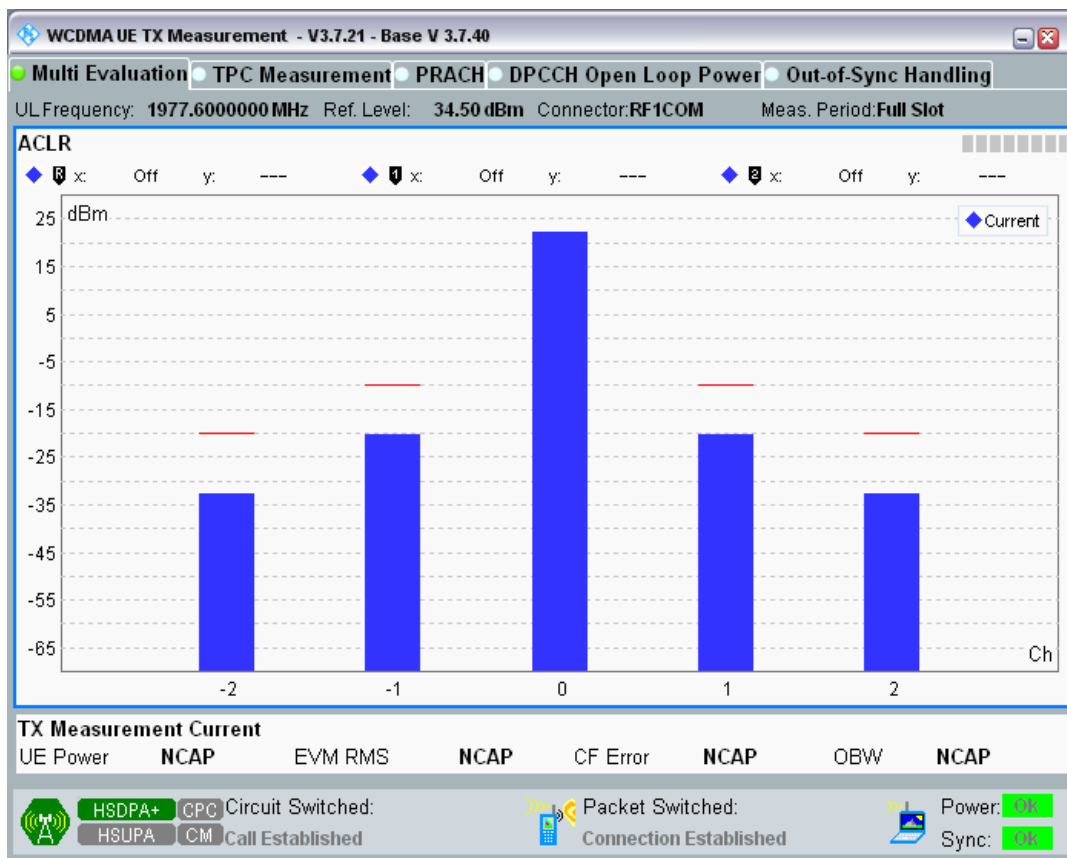 WCDMA UE TX Measurement - V3.7.21 - Base V 3.7.40
Multi Evaluation TPC Measurement PRACH DPCCH Open Loop Power Out-of-Sync Handling
UL Frequency: 1977.6000000 MHz Ref. Level: 34.50 dBm Connector:RF1COM Meas. Period:Full Slot
ACLR
R x: Off y: --- 1 x: Off y: --- 2 x: Off y: ---
dBm
Current
25
15
5
-5
-15
-25
-35
-45
-55
-65
Ch
-2 -1 0 1 2
TX Measurement Current
UE Power NCAP EVM RMS NCAP CF Error NCAP OBW NCAP
HSDPA+ CPC Circuit Switched: Packet Switched: Power: Ok
HSUPA CM Call Established Connection Established Sync: Ok